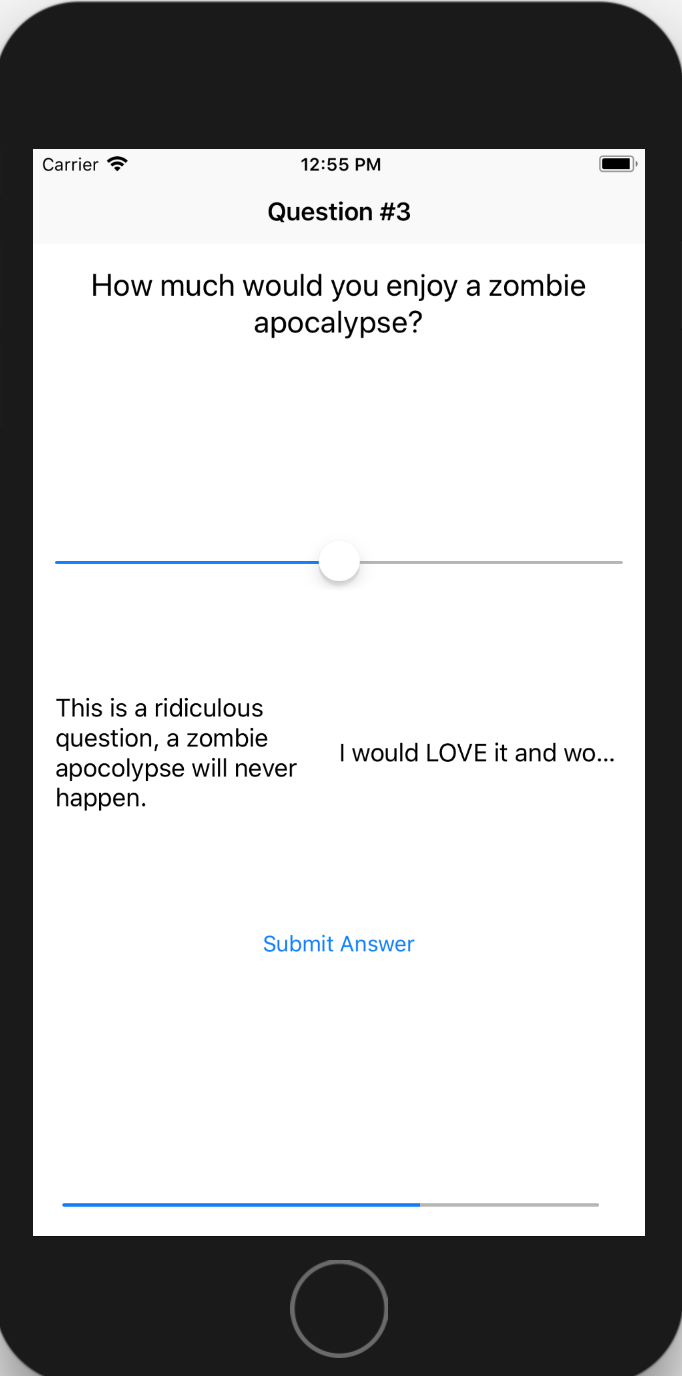 Carrier
12:55 PM
Question #3
How much would you enjoy a zombie
apocalypse?
This is a ridiculous
question, a zombie
apocolypse will never
happen.
I would LOVE it and wo...
Submit Answer